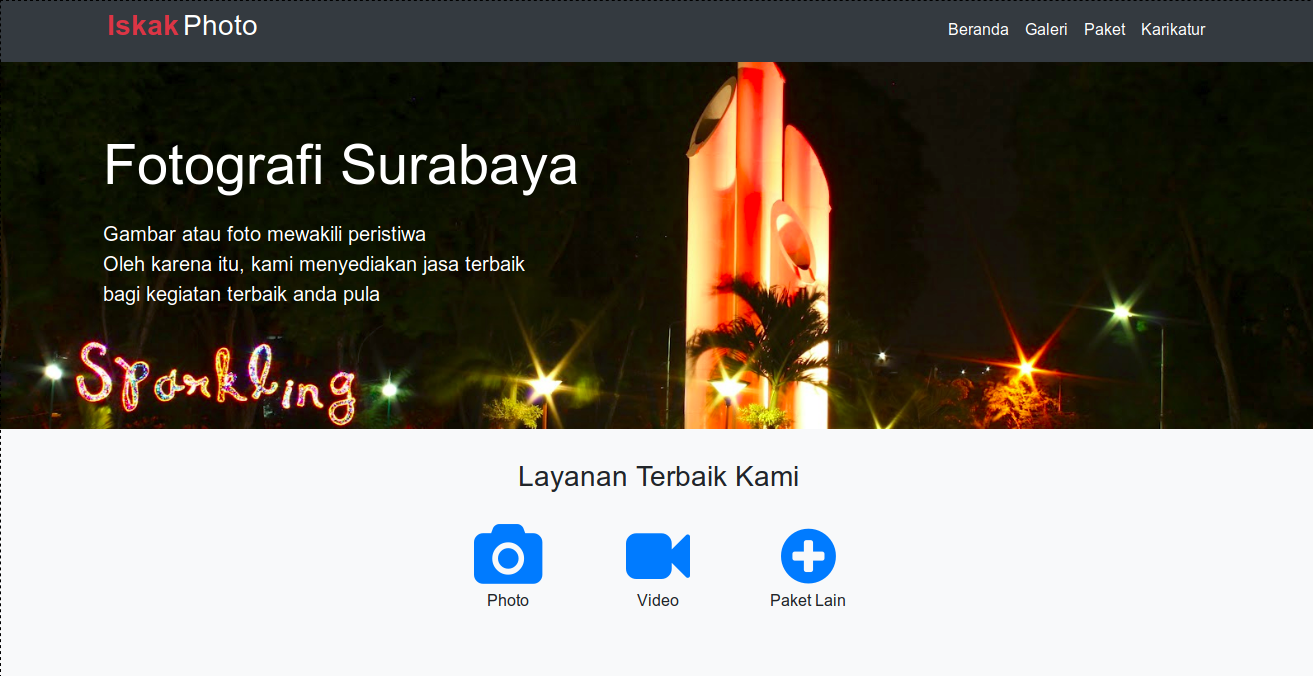 Iskak Photo
Beranda Galeri Paket Karikatur
Fotografi Surabaya
Gambar atau foto mewakili peristiwa
Oleh karena itu, kami menyediakan jasa terbaik
bagi kegiatan terbaik anda pula
Sparkling
Layanan Terbaik Kami
Photo Video Paket Lain